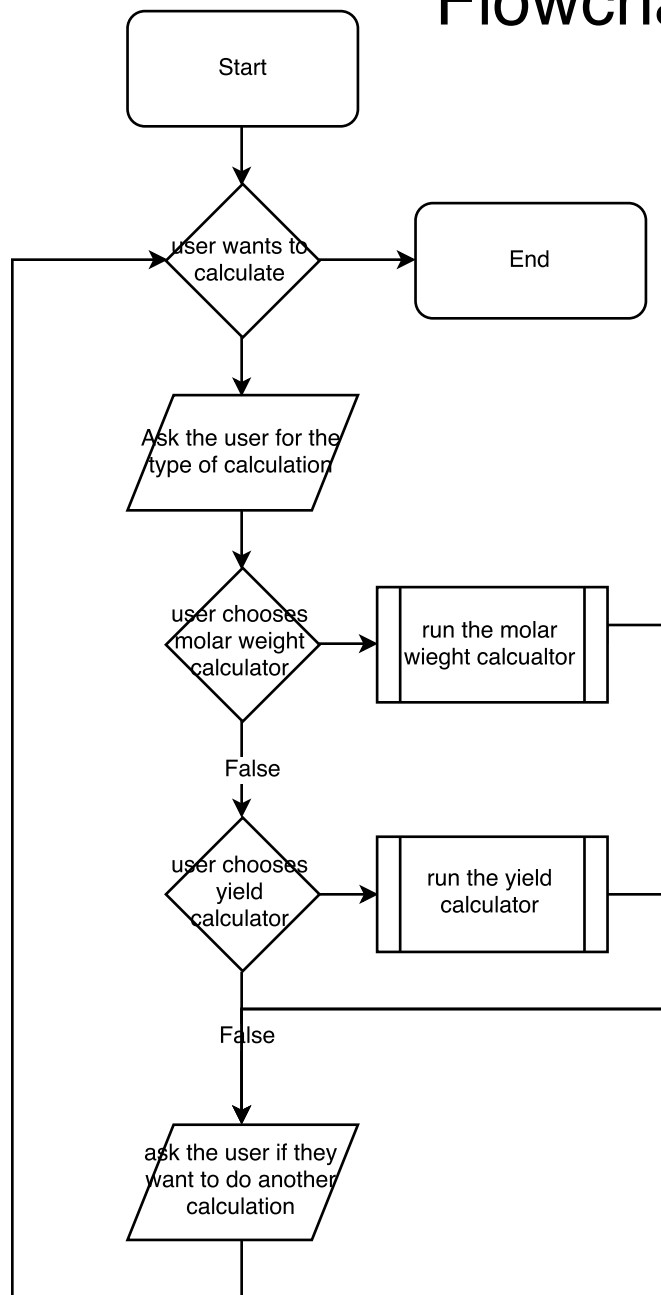 Flowcha
Start
user wants to
calculate
End
Ask the user for the
type of calculation
user chooses
molar weight
calculator
run the molar
wieght calcualtor
False
user chooses
yield
calculator
run the yield
calculator
False
ask the user if they
want to do another
calculation